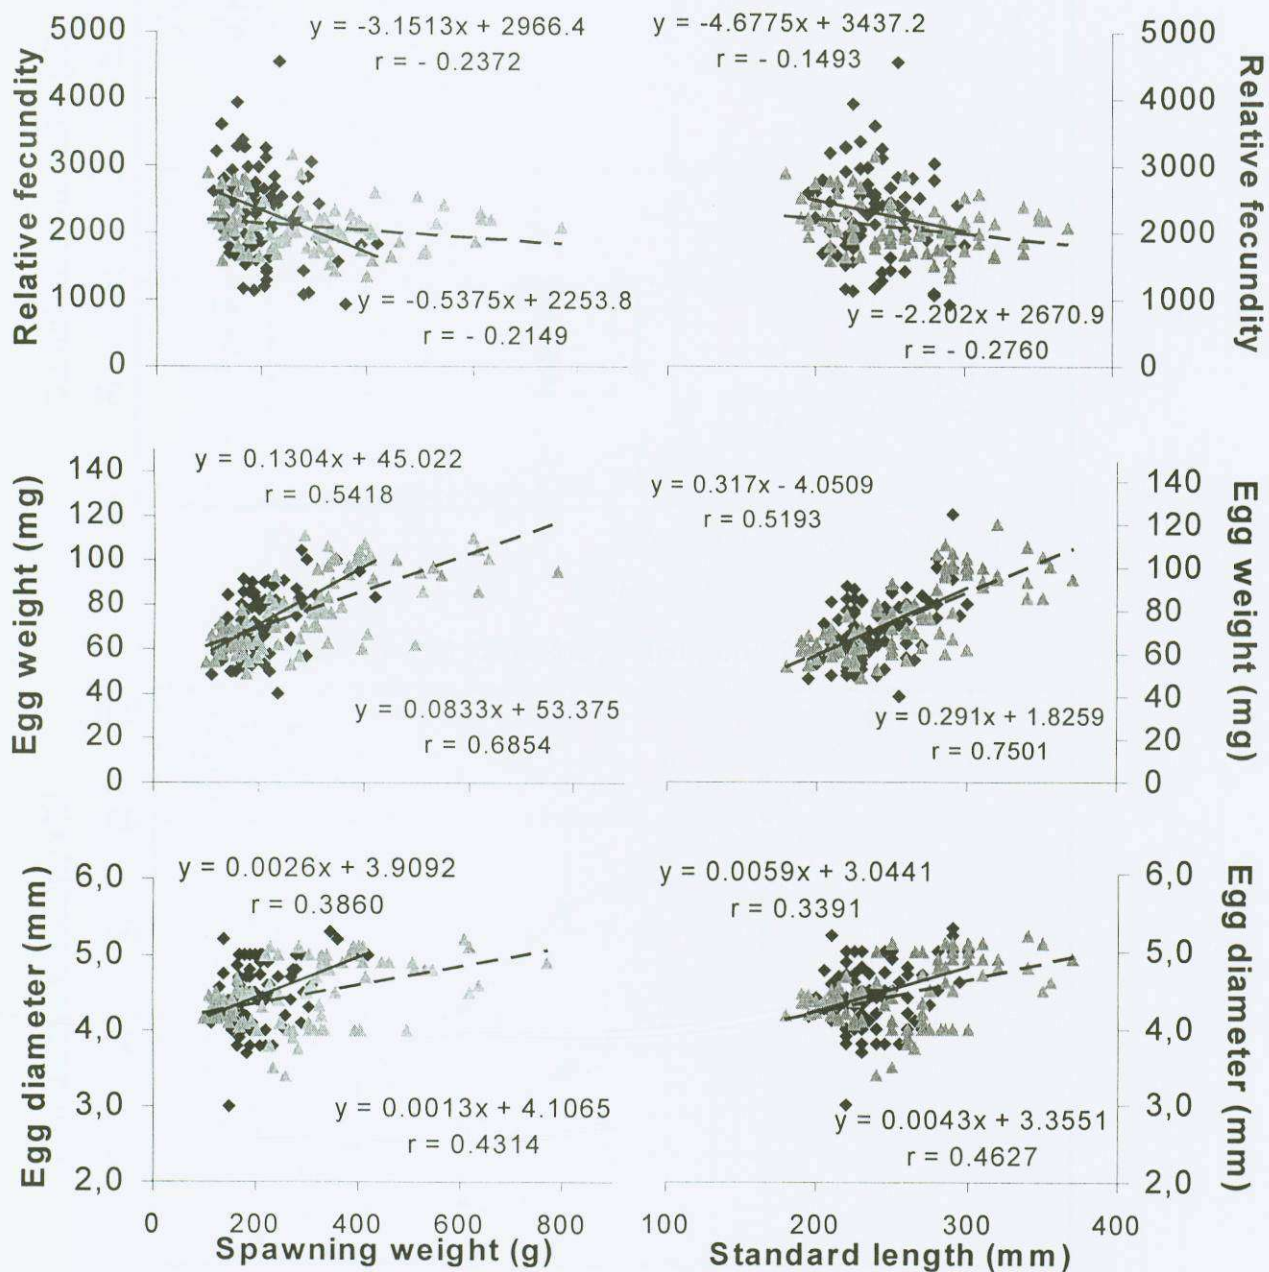 y = -3.1513x + 2966.4
r = - 0.2372
y = -4.6775x + 3437.2
r = - 0.1493
Relative fecundity
5000
4000
3000
2000
1000
0
y = -0.5375x + 2253.8
r = - 0.2149
y = -2.202x + 2670.9
r = - 0.2760
5000
4000
3000
2000
1000
0
Relative fecundity
Egg weight (mg)
140
120
100
80
60
40
20
0
y = 0.1304x + 45.022
r = 0.5418
y = 0.0833x + 53.375
r = 0.6854
y = 0.317x - 4.0509
r = 0.5193
y = 0.291x + 1.8259
r = 0.7501
140
120
100
80
60
40
20
0
Egg weight (mg)
Egg diameter (mm)
6,0
5,0
4,0
3,0
2,0
y = 0.0026x + 3.9092
r = 0.3860
y = 0.0013x + 4.1065
r = 0.4314
y = 0.0059x + 3.0441
r = 0.3391
y = 0.0043x + 3.3551
r = 0.4627
6,0
5,0
4,0
3,0
2,0
Egg diameter (mm)
0 200 400 600 800
Spawning weight (g)
100 200 300 400
Standard length (mm)